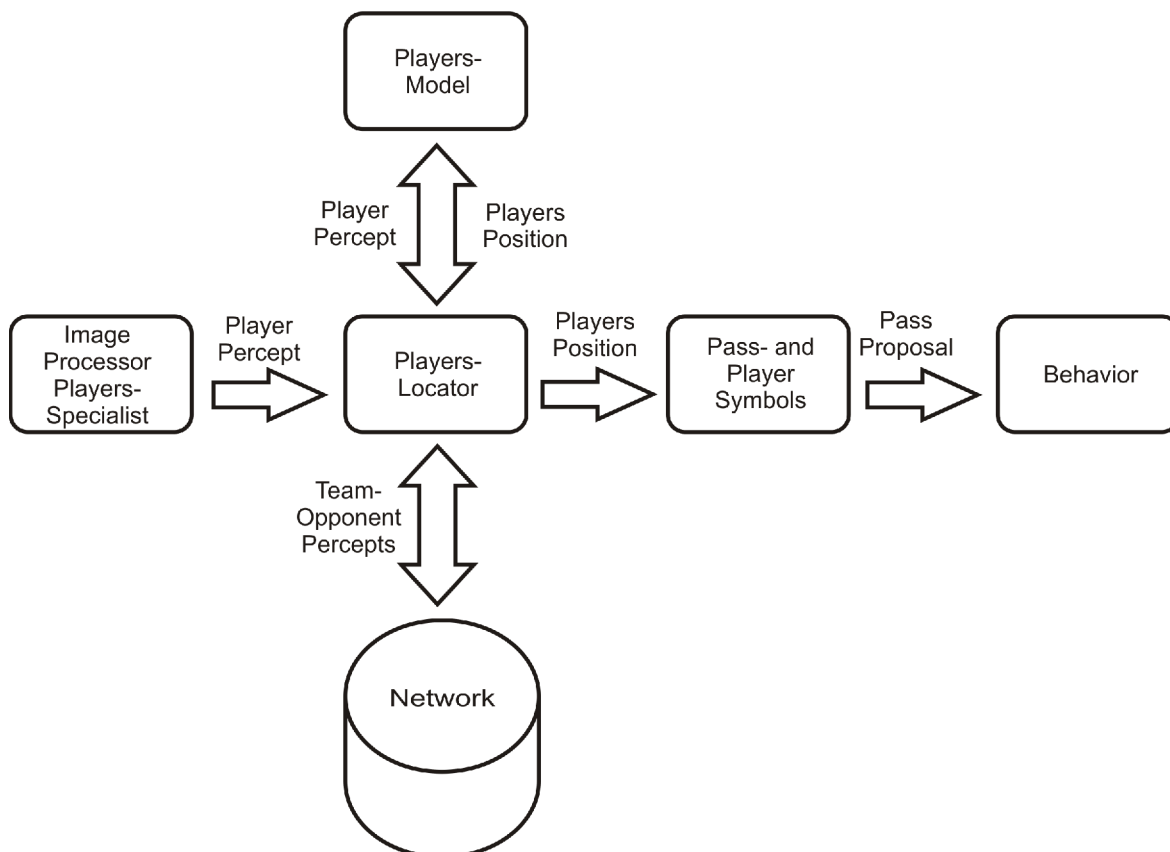 Players-
Model
Player
Percept
Players
Position
Image
Processor
Players-
Specialist
Player
Percept
Players-
Locator
Players
Position
Pass- and
Player
Symbols
Pass
Proposal
Behavior
Team-
Opponent
Percepts
Network